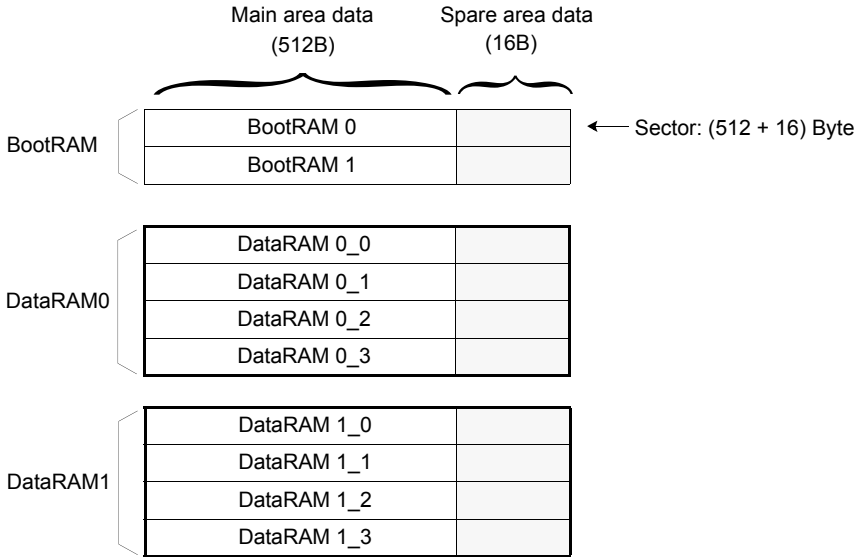 Main area data
(512B)
Spare area data
(16B)
BootRAM
BootRAM 0
BootRAM 1
Sector: (512 + 16) Byte
DataRAM0
DataRAM 0_0
DataRAM 0_1
DataRAM 0_2
DataRAM 0_3
DataRAM1
DataRAM 1_0
DataRAM 1_1
DataRAM 1_2
DataRAM 1_3